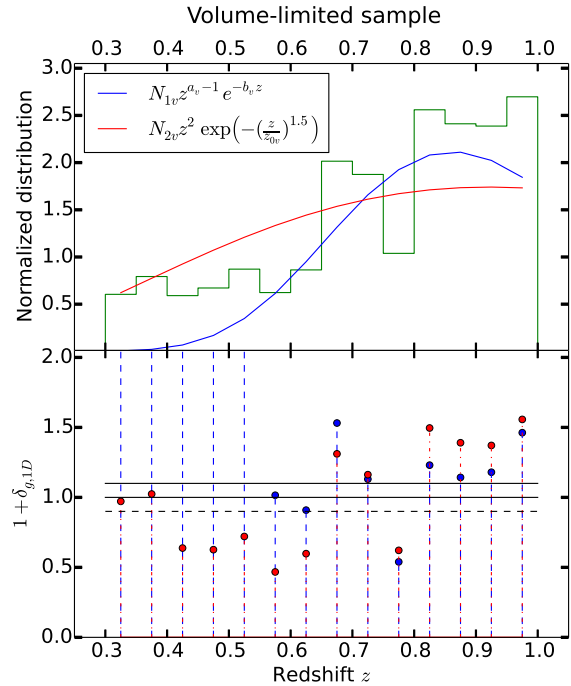 Volume-limited sample
0.3 0.4 0.5 0.6 0.7 0.8 0.9 1.0
3.0
2.5
2.0
1.5
1.0
0.5
Normalized distribution
N_{1v} z^{a_v-1} e^{-b_v z}
N_{2v} z^2 exp(-(z/z_{0v})^{1.5})
2.0
1.5
1.0
0.5
0.0
1 + δ_{g,1D}
0.3 0.4 0.5 0.6 0.7 0.8 0.9 1.0
Redshift z